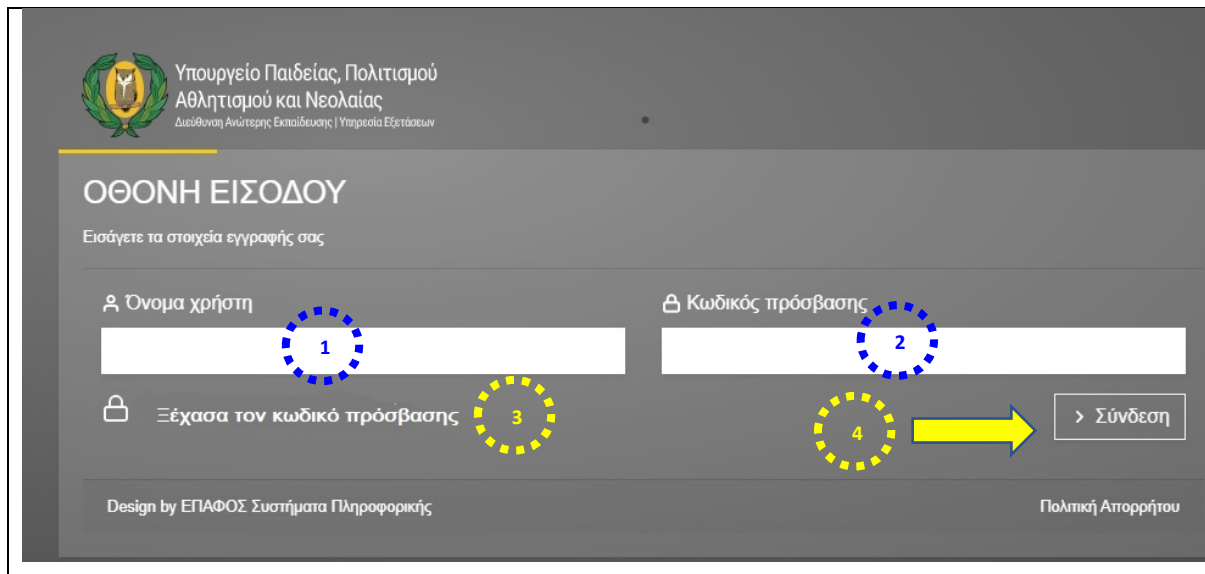 Υπουργείο Παιδείας, Πολιτισμού
Αθλητισμού και Νεολαίας
Διεύθυνση Ανώτερης Εκπαίδευσης | Υπηρεσία Εξετάσεων
ΟΘΟΝΗ ΕΙΣΟΔΟΥ
Εισάγετε τα στοιχεία εγγραφής σας
Όνομα χρήστη
Κωδικός πρόσβασης
1
2
Ξέχασα τον κωδικό πρόσβασης
3
4
> Σύνδεση
Design by ΕΠΑΦΟΣ Συστήματα Πληροφορικής
Πολιτική Απορρήτου